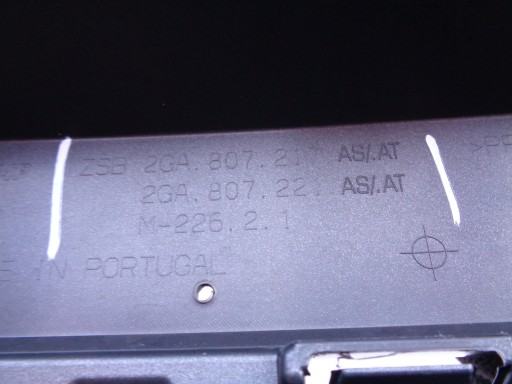 ZSB 2GA.807.21 AS/.AT
2GA.807.22. AS/.AT
M-226.2.1
IN PORTUGAL